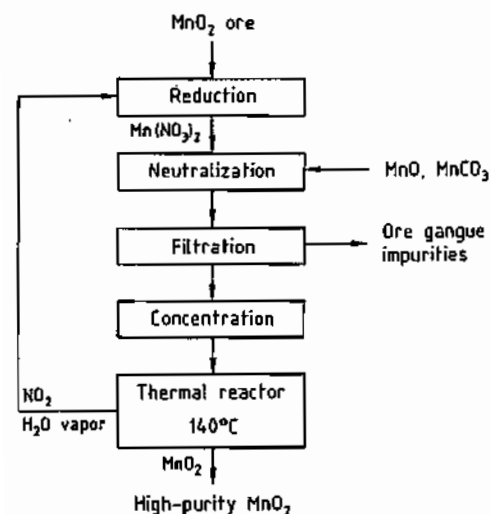 MnO₂ ore
Reduction
Mn(NO₃)₂
Neutralization
MnO, MnCO₃
Filtration
Ore gangue
impurities
Concentration
Thermal reactor
140°C
NO₂
H₂O vapor
MnO₂
High-purity MnO₂